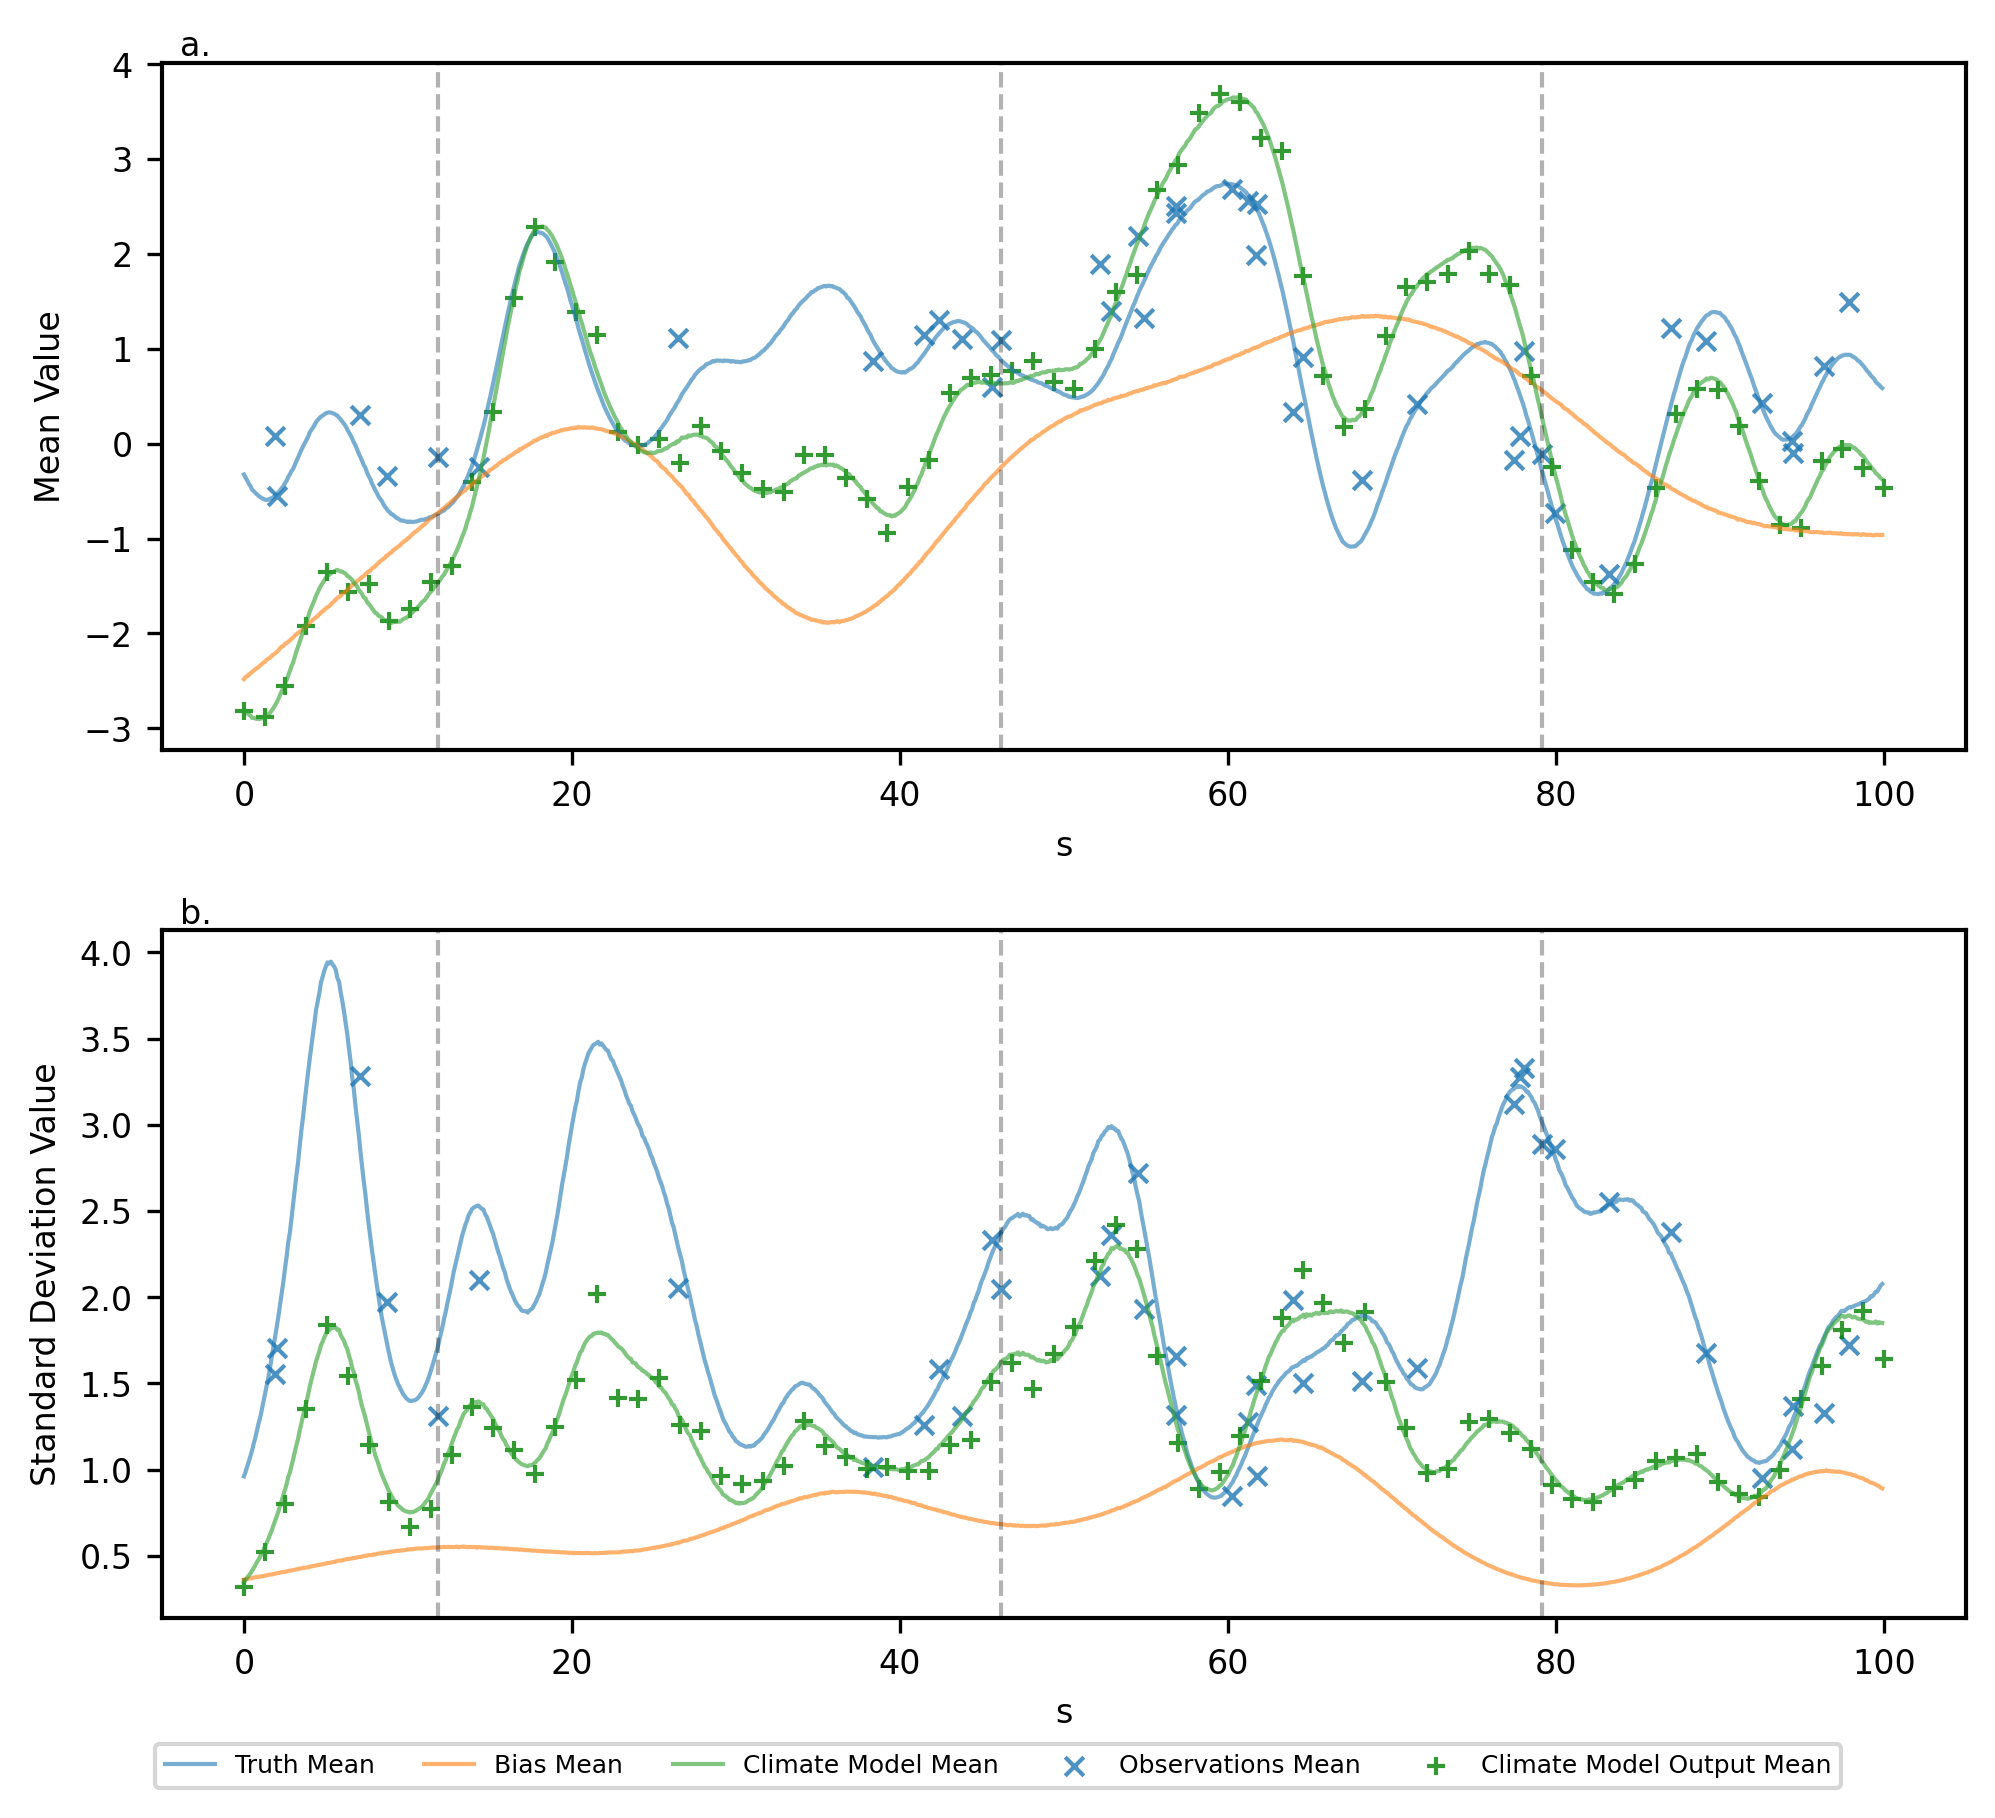 a.
4
3
2
1
0
−1
−2
−3
Mean Value
0 20 40 60 80 100
s
b.
4.0
3.5
3.0
2.5
2.0
1.5
1.0
0.5
Standard Deviation Value
0 20 40 60 80 100
s
Truth Mean Bias Mean Climate Model Mean Observations Mean Climate Model Output Mean